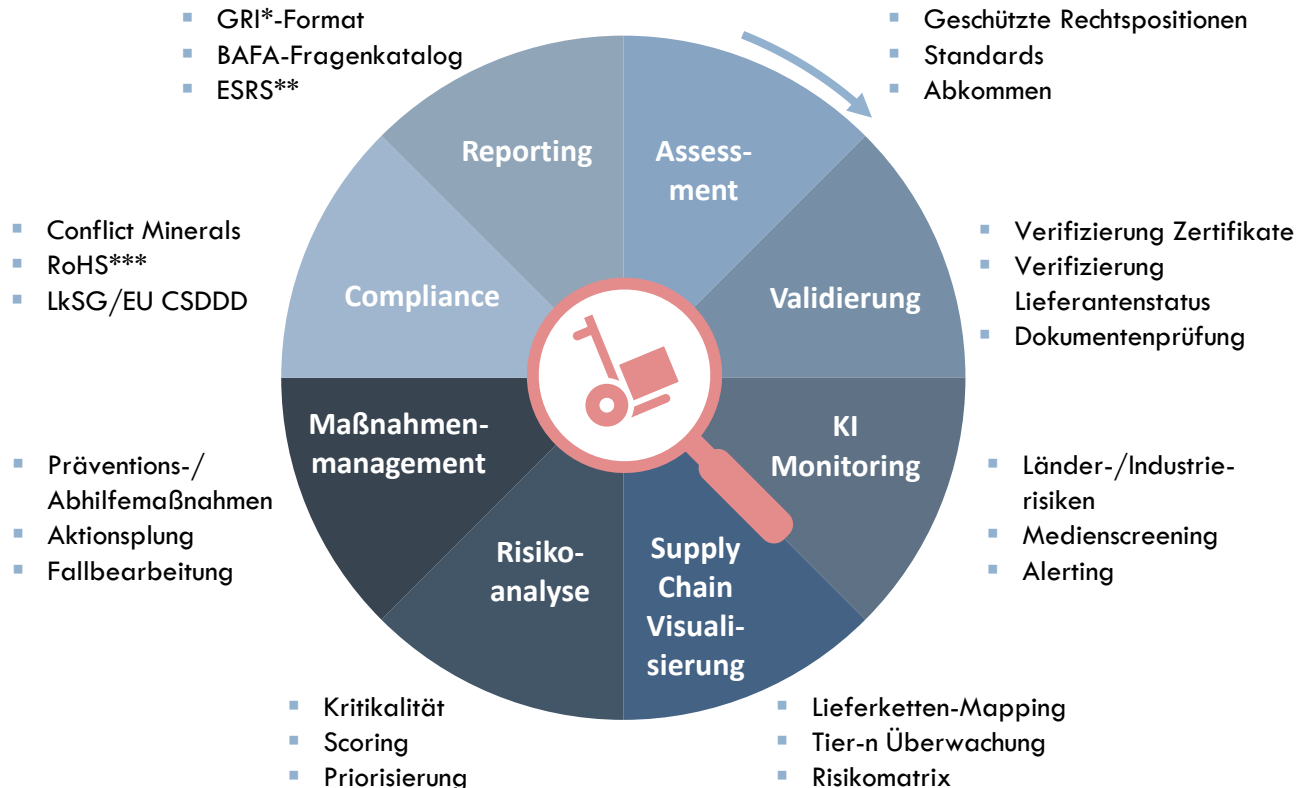 GRI*-Format
BAFA-Fragenkatalog
ESRS**
Geschützte Rechtspositionen
Standards
Abkommen
Reporting
Assess-
ment
Conflict Minerals
RoHS***
LkSG/EU CSDDD
Compliance
Validierung
Verifizierung Zertifikate
Verifizierung
Lieferantenstatus
Dokumentenprüfung
Maßnahmen-
management
KI
Monitoring
Präventions-/
Abhilfemaßnahmen
Aktionsplung
Fallbearbeitung
Länder-/Industrie-
risiken
Medienscreening
Alerting
Risiko-
analyse
Supply
Chain
Visuali-
sierung
Kritikalität
Scoring
Priorisierung
Lieferketten-Mapping
Tier-n Überwachung
Risikomatrix